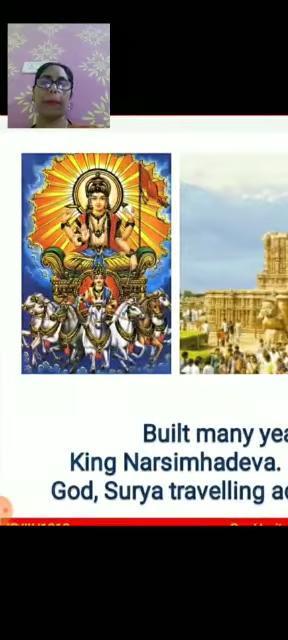 Built many yea
King Narsimhadeva.
God, Surya travelling ac